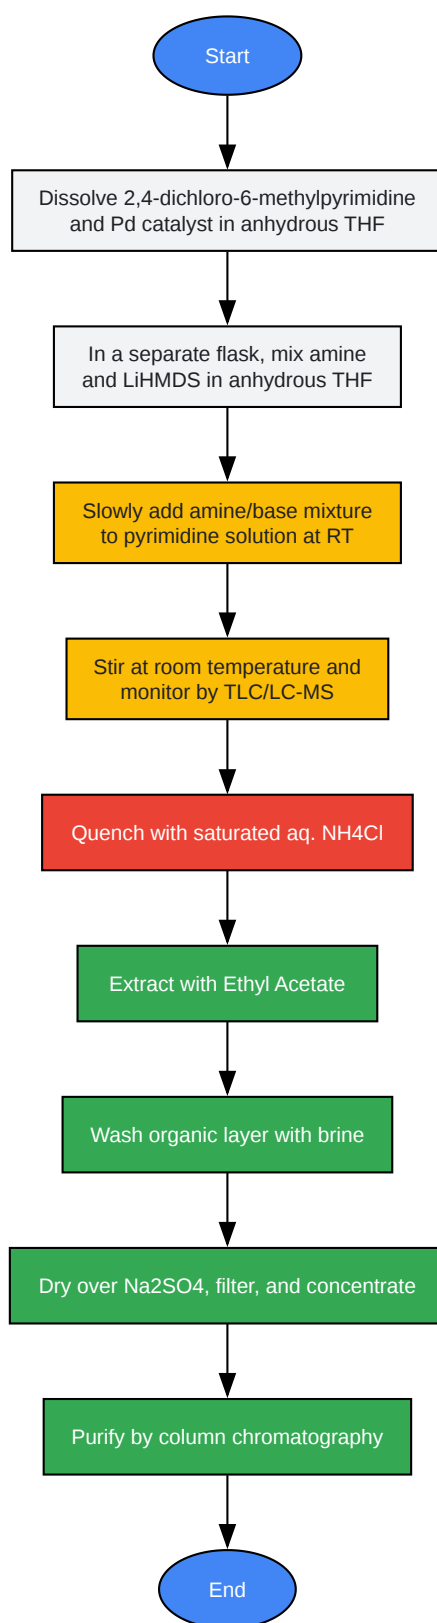 Start
Dissolve 2,4-dichloro-6-methylpyrimidine
and Pd catalyst in anhydrous THF
In a separate flask, mix amine
and LiHMDS in anhydrous THF
Slowly add amine/base mixture
to pyrimidine solution at RT
Stir at room temperature and
monitor by TLC/LC-MS
Quench with saturated aq. NH4Cl
Extract with Ethyl Acetate
Wash organic layer with brine
Dry over Na2SO4, filter, and concentrate
Purify by column chromatography
End